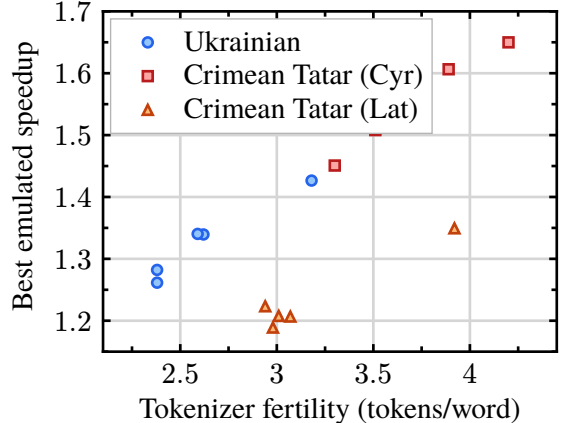 Best emulated speedup
1.7
1.6
1.5
1.4
1.3
1.2
Ukrainian
Crimean Tatar (Cyr)
Crimean Tatar (Lat)
2.5 3 3.5 4
Tokenizer fertility (tokens/word)